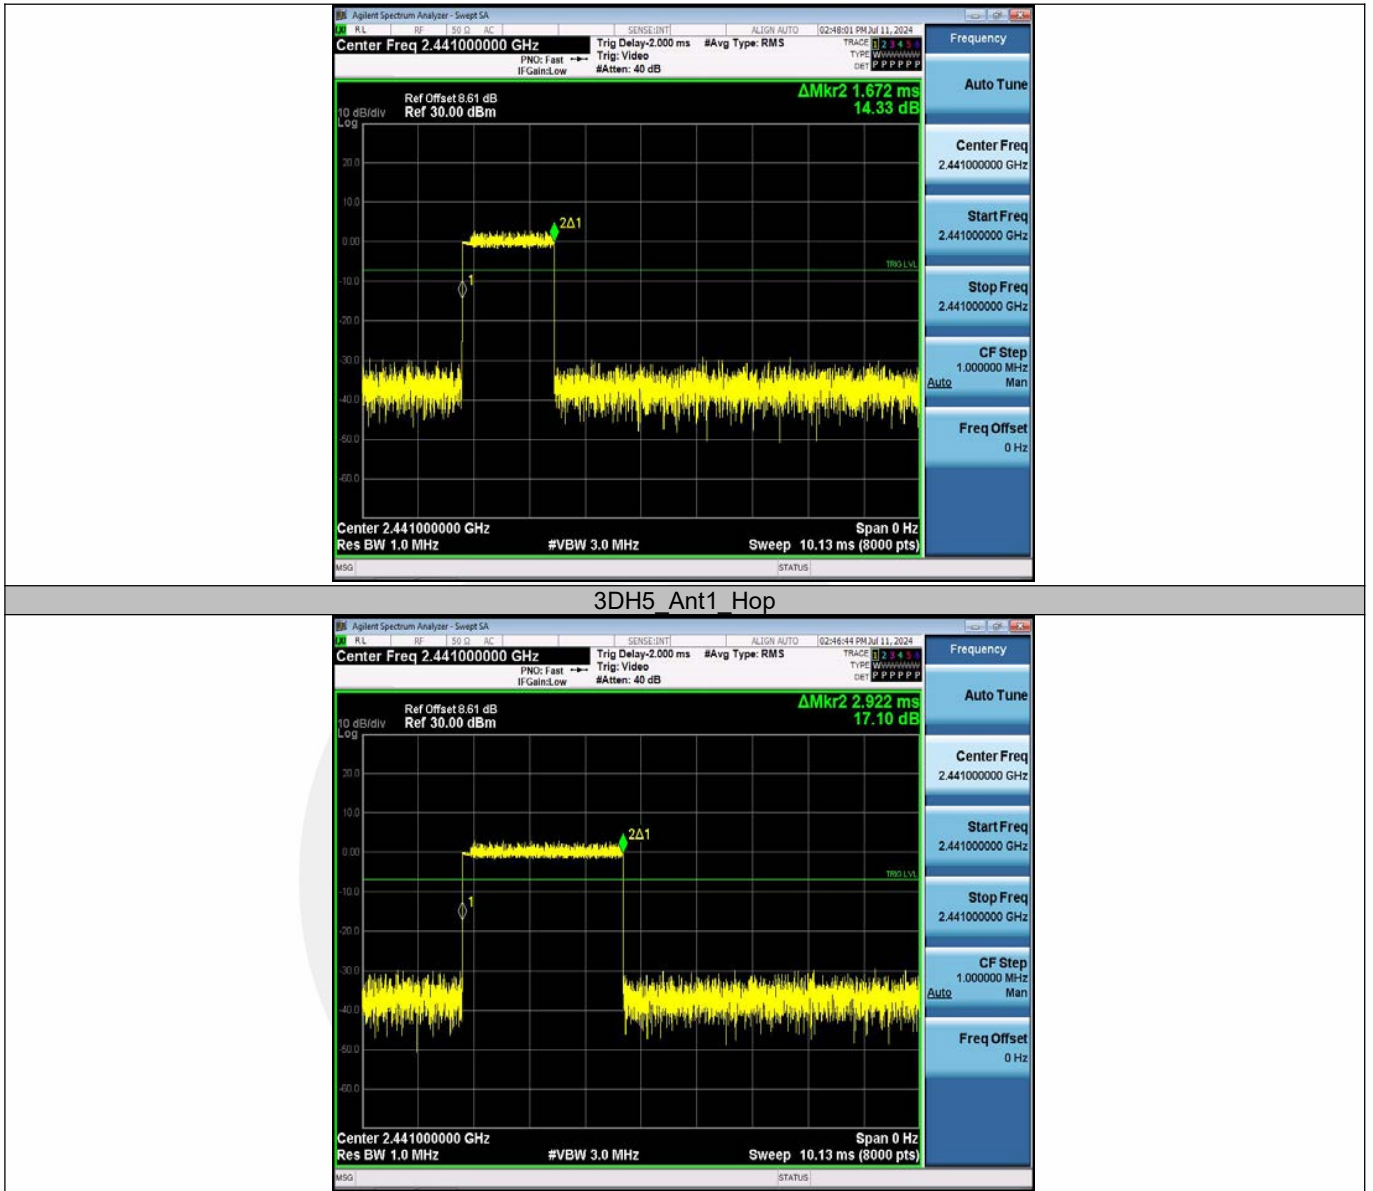 Agilent Spectrum Analyzer - Swept SA
RL RF 50 Ω AC SENSE:INT ALIGN AUTO 02:48:01 PM Jul 11, 2024
Center Freq 2.441000000 GHz
PNO: Fast
IFGain:Low
Trig Delay-2.000 ms
Trig: Video
#Atten: 40 dB
#Avg Type: RMS
TRACE 1 2 3 4 5 6
TYPE WWWWWW
DET P P P P P P
Ref Offset 8.61 dB
10 dB/div Ref 30.00 dBm
Log
ΔMkr2 1.672 ms
14.33 dB
20.0
10.0
0.00
-10.0
-20.0
-30.0
-40.0
-50.0
-60.0
2Δ1
TRIG LVL
1
Center 2.441000000 GHz Span 0 Hz
Res BW 1.0 MHz #VBW 3.0 MHz Sweep 10.13 ms (8000 pts)
MSG STATUS
Frequency
Auto Tune
Center Freq
2.441000000 GHz
Start Freq
2.441000000 GHz
Stop Freq
2.441000000 GHz
CF Step
1.000000 MHz
Auto Man
Freq Offset
0 Hz
3DH5_Ant1_Hop
Agilent Spectrum Analyzer - Swept SA
RL RF 50 Ω AC SENSE:INT ALIGN AUTO 02:46:44 PM Jul 11, 2024
Center Freq 2.441000000 GHz
PNO: Fast
IFGain:Low
Trig Delay-2.000 ms
Trig: Video
#Atten: 40 dB
#Avg Type: RMS
TRACE 1 2 3 4 5 6
TYPE WWWWWW
DET P P P P P P
Ref Offset 8.61 dB
10 dB/div Ref 30.00 dBm
Log
ΔMkr2 2.922 ms
17.10 dB
20.0
10.0
0.00
-10.0
-20.0
-30.0
-40.0
-50.0
-60.0
2Δ1
TRIG LVL
1
Center 2.441000000 GHz Span 0 Hz
Res BW 1.0 MHz #VBW 3.0 MHz Sweep 10.13 ms (8000 pts)
MSG STATUS
Frequency
Auto Tune
Center Freq
2.441000000 GHz
Start Freq
2.441000000 GHz
Stop Freq
2.441000000 GHz
CF Step
1.000000 MHz
Auto Man
Freq Offset
0 Hz